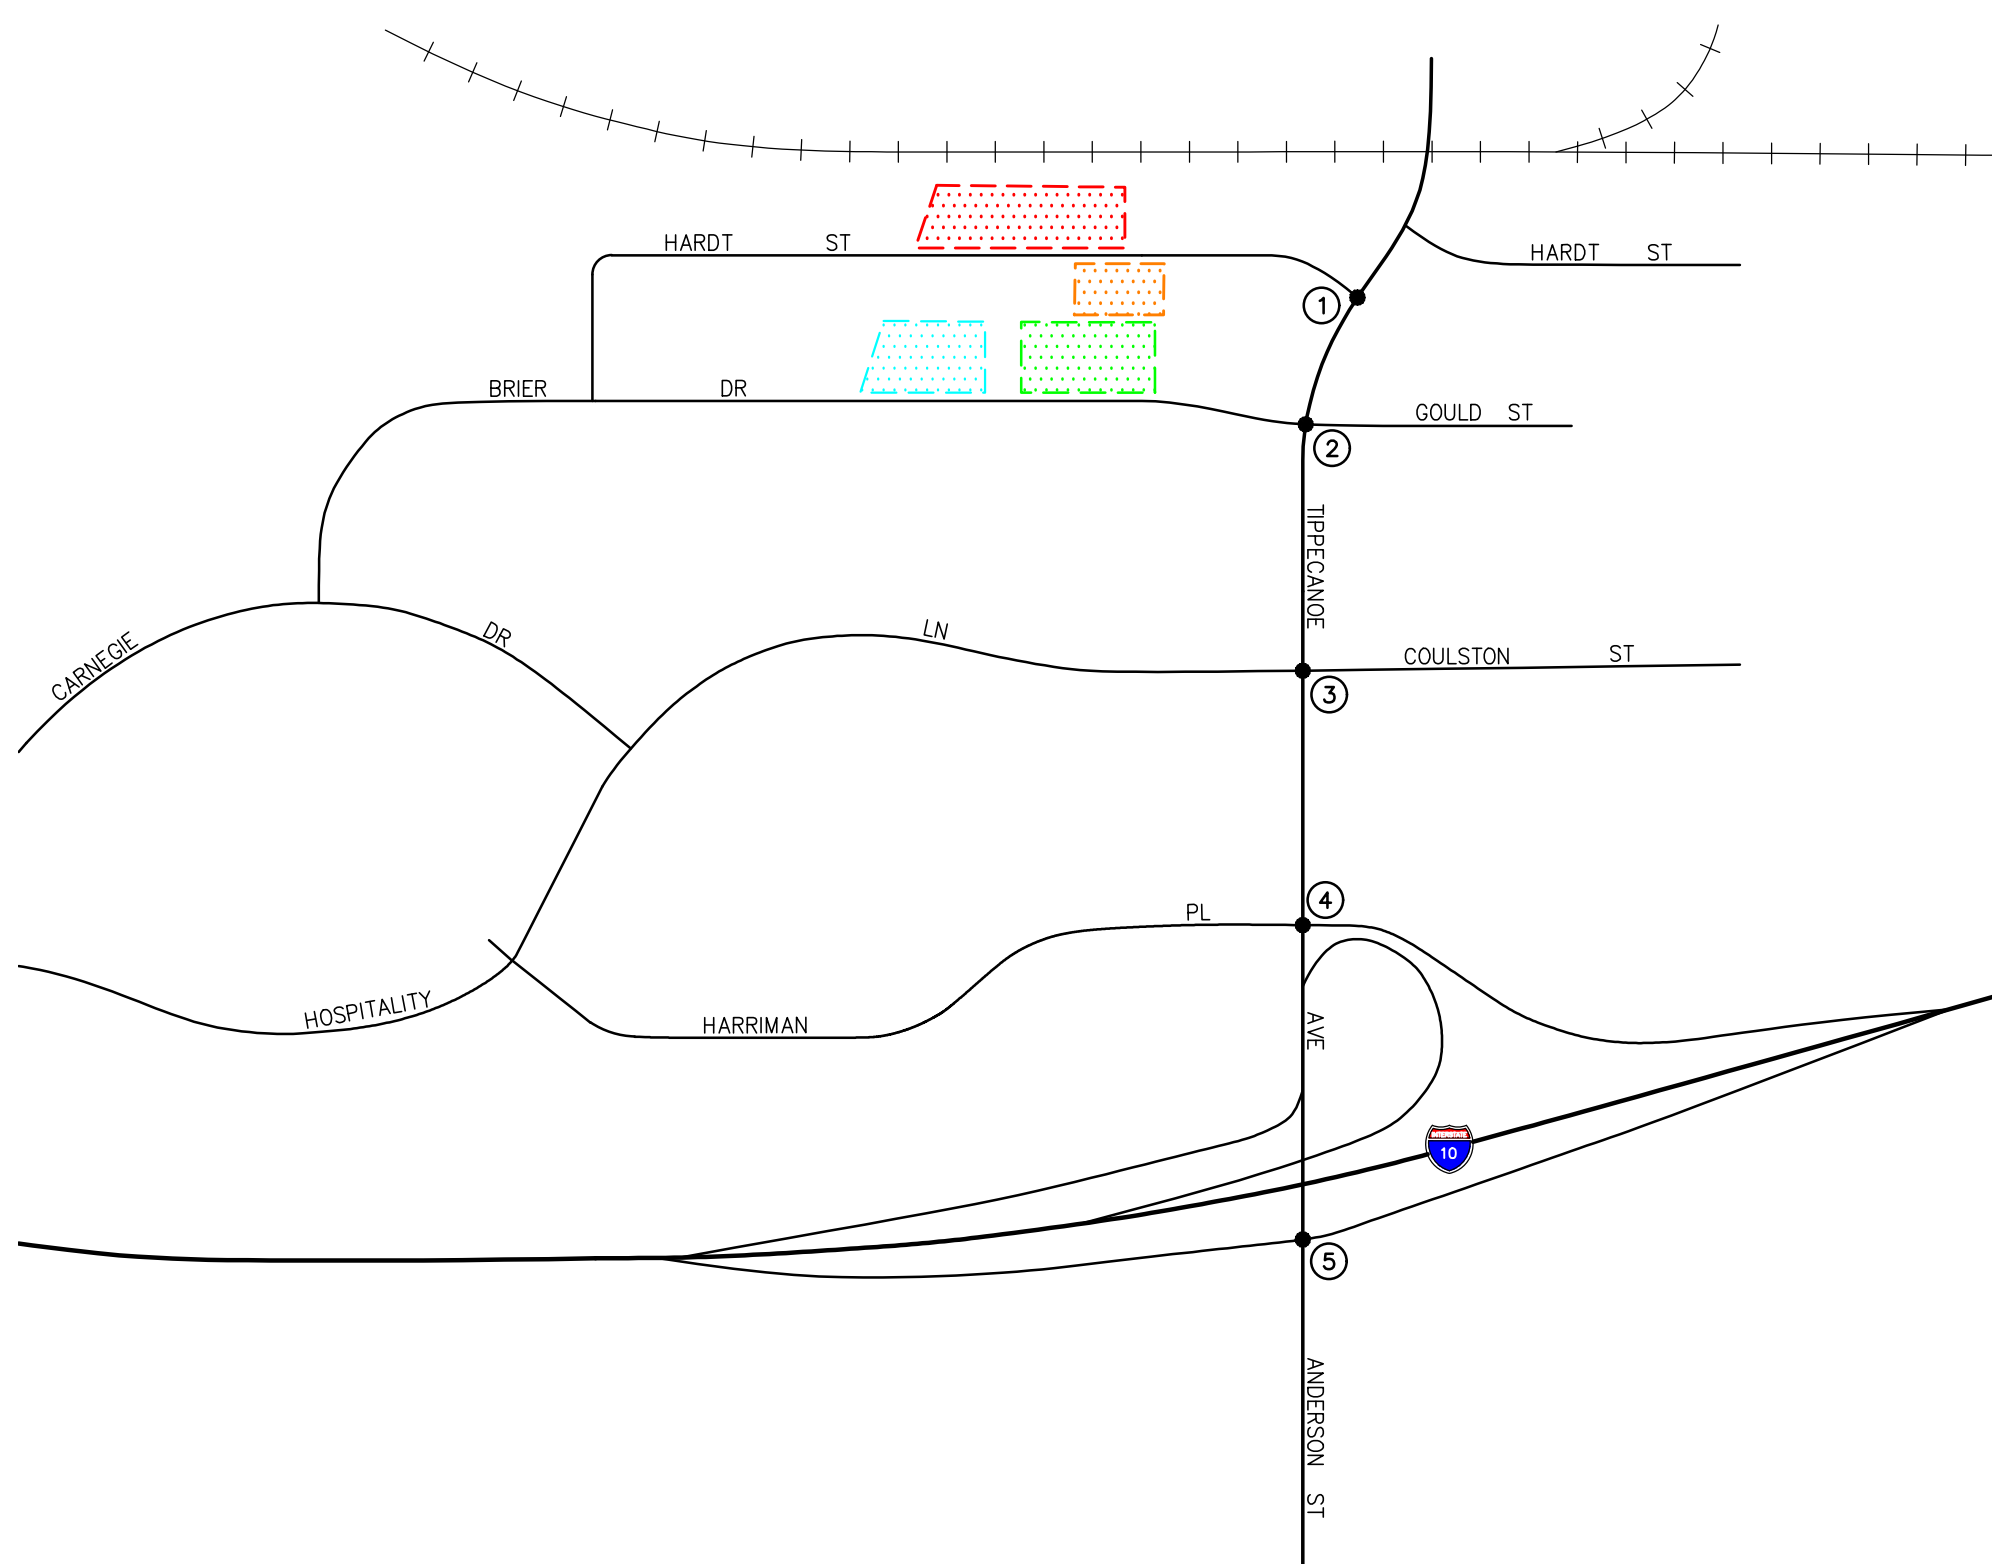 HARDT ST
HARDT ST
1
BRIER DR
GOULD ST
2
TIPPECANOE
CARNEGIE DR
LN
COULSTON ST
3
4
PL
HOSPITALITY
HARRIMAN
AVE
INTERSTATE
10
5
ANDERSON ST